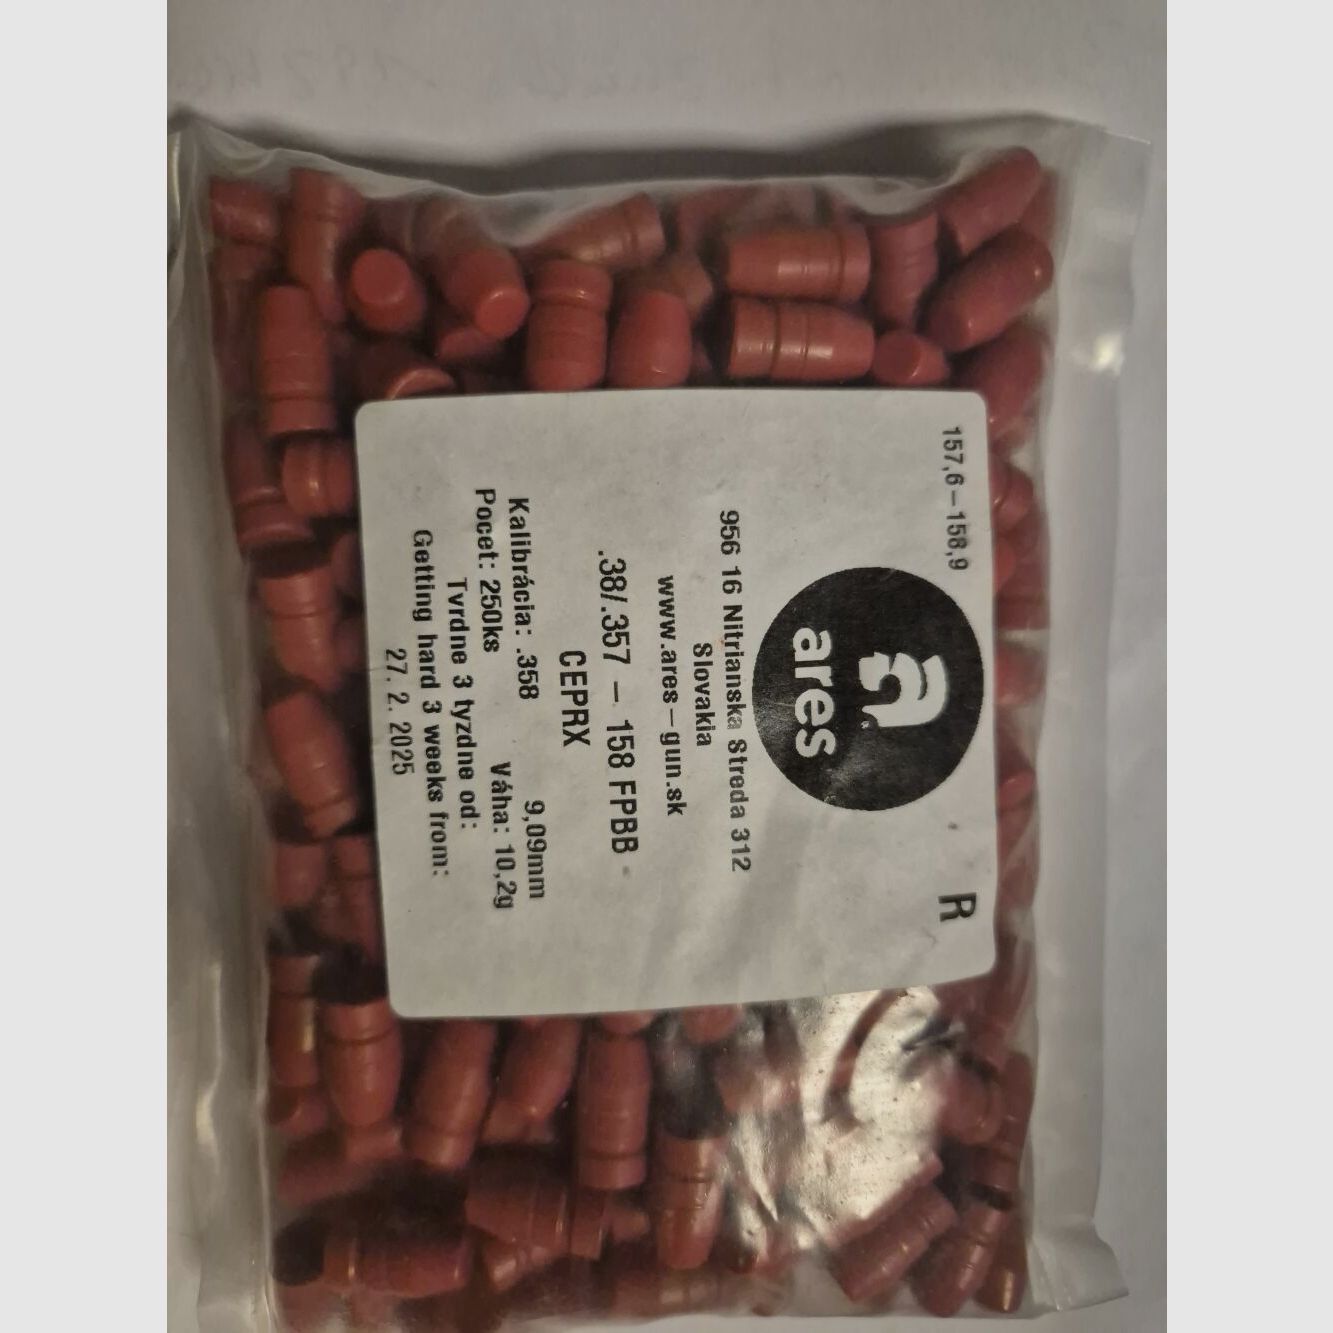 157,6-158,9
R
ares
956 16 Nitrianska Streda 312
Slovakia
www.ares-gun.sk
.38/.357 - 158 FPBB -
CEPRX
Kalibrácia: .358 9,09mm
Pocet: 250ks Váha: 10,2g
Tvrdne 3 tyzdne od:
Getting hard 3 weeks from:
27. 2. 2025